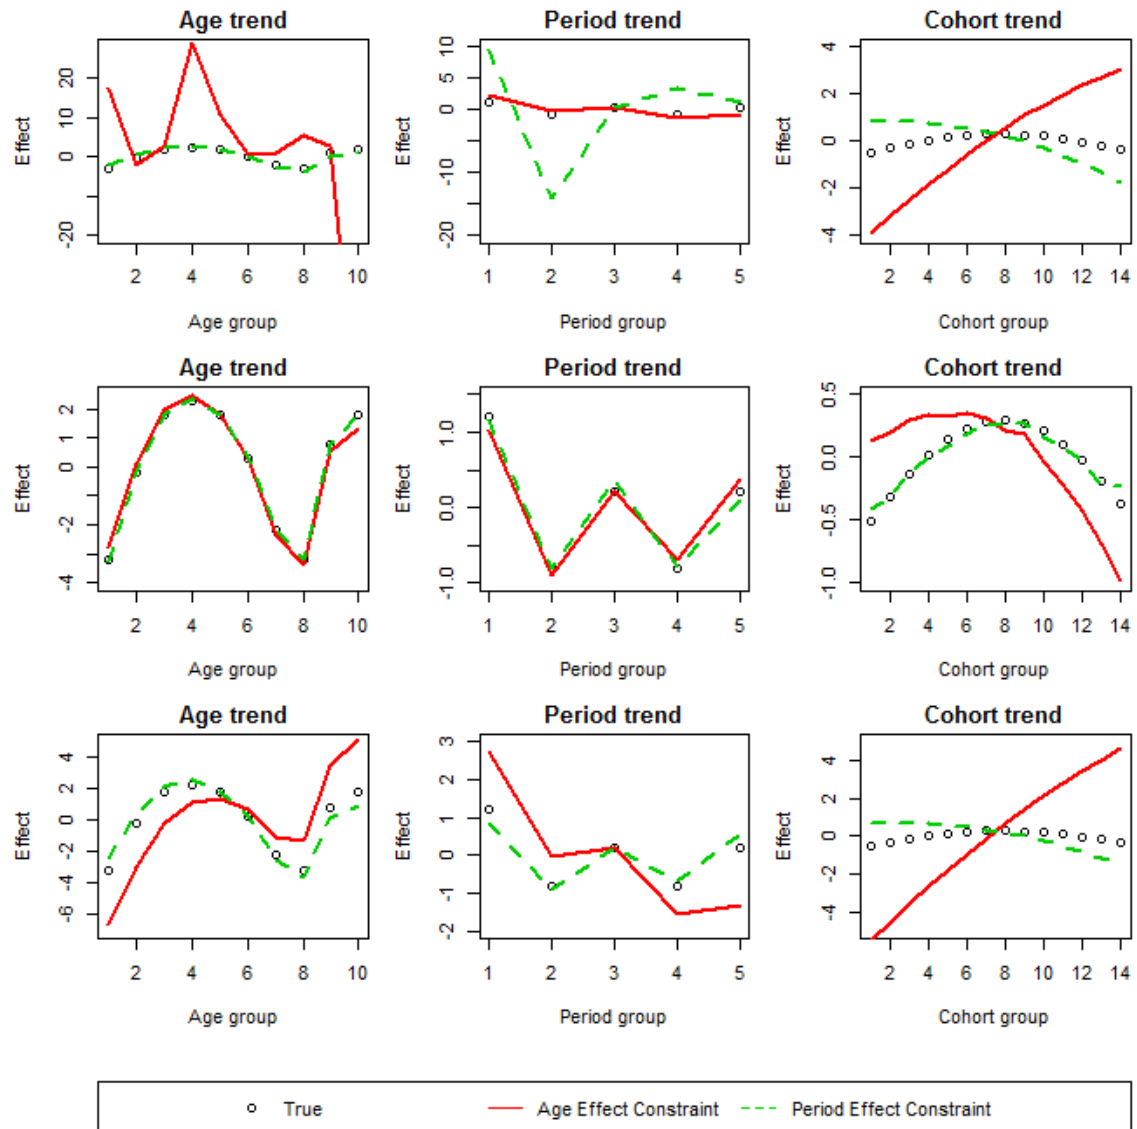 Age trend
Effect
20
10
0
-20
2 4 6 8 10
Age group
Period trend
Effect
10
5
0
-10
-20
1 2 3 4 5
Period group
Cohort trend
Effect
4
2
0
-2
-4
2 4 6 8 10 12 14
Cohort group
Age trend
Effect
2
1
0
-2
-4
2 4 6 8 10
Age group
Period trend
Effect
1.0
0.0
-1.0
1 2 3 4 5
Period group
Cohort trend
Effect
0.5
0.0
-0.5
-1.0
2 4 6 8 10 12 14
Cohort group
Age trend
Effect
4
2
0
-2
-4
-6
2 4 6 8 10
Age group
Period trend
Effect
3
2
1
0
-1
-2
1 2 3 4 5
Period group
Cohort trend
Effect
4
2
0
-2
-4
2 4 6 8 10 12 14
Cohort group
True Age Effect Constraint Period Effect Constraint